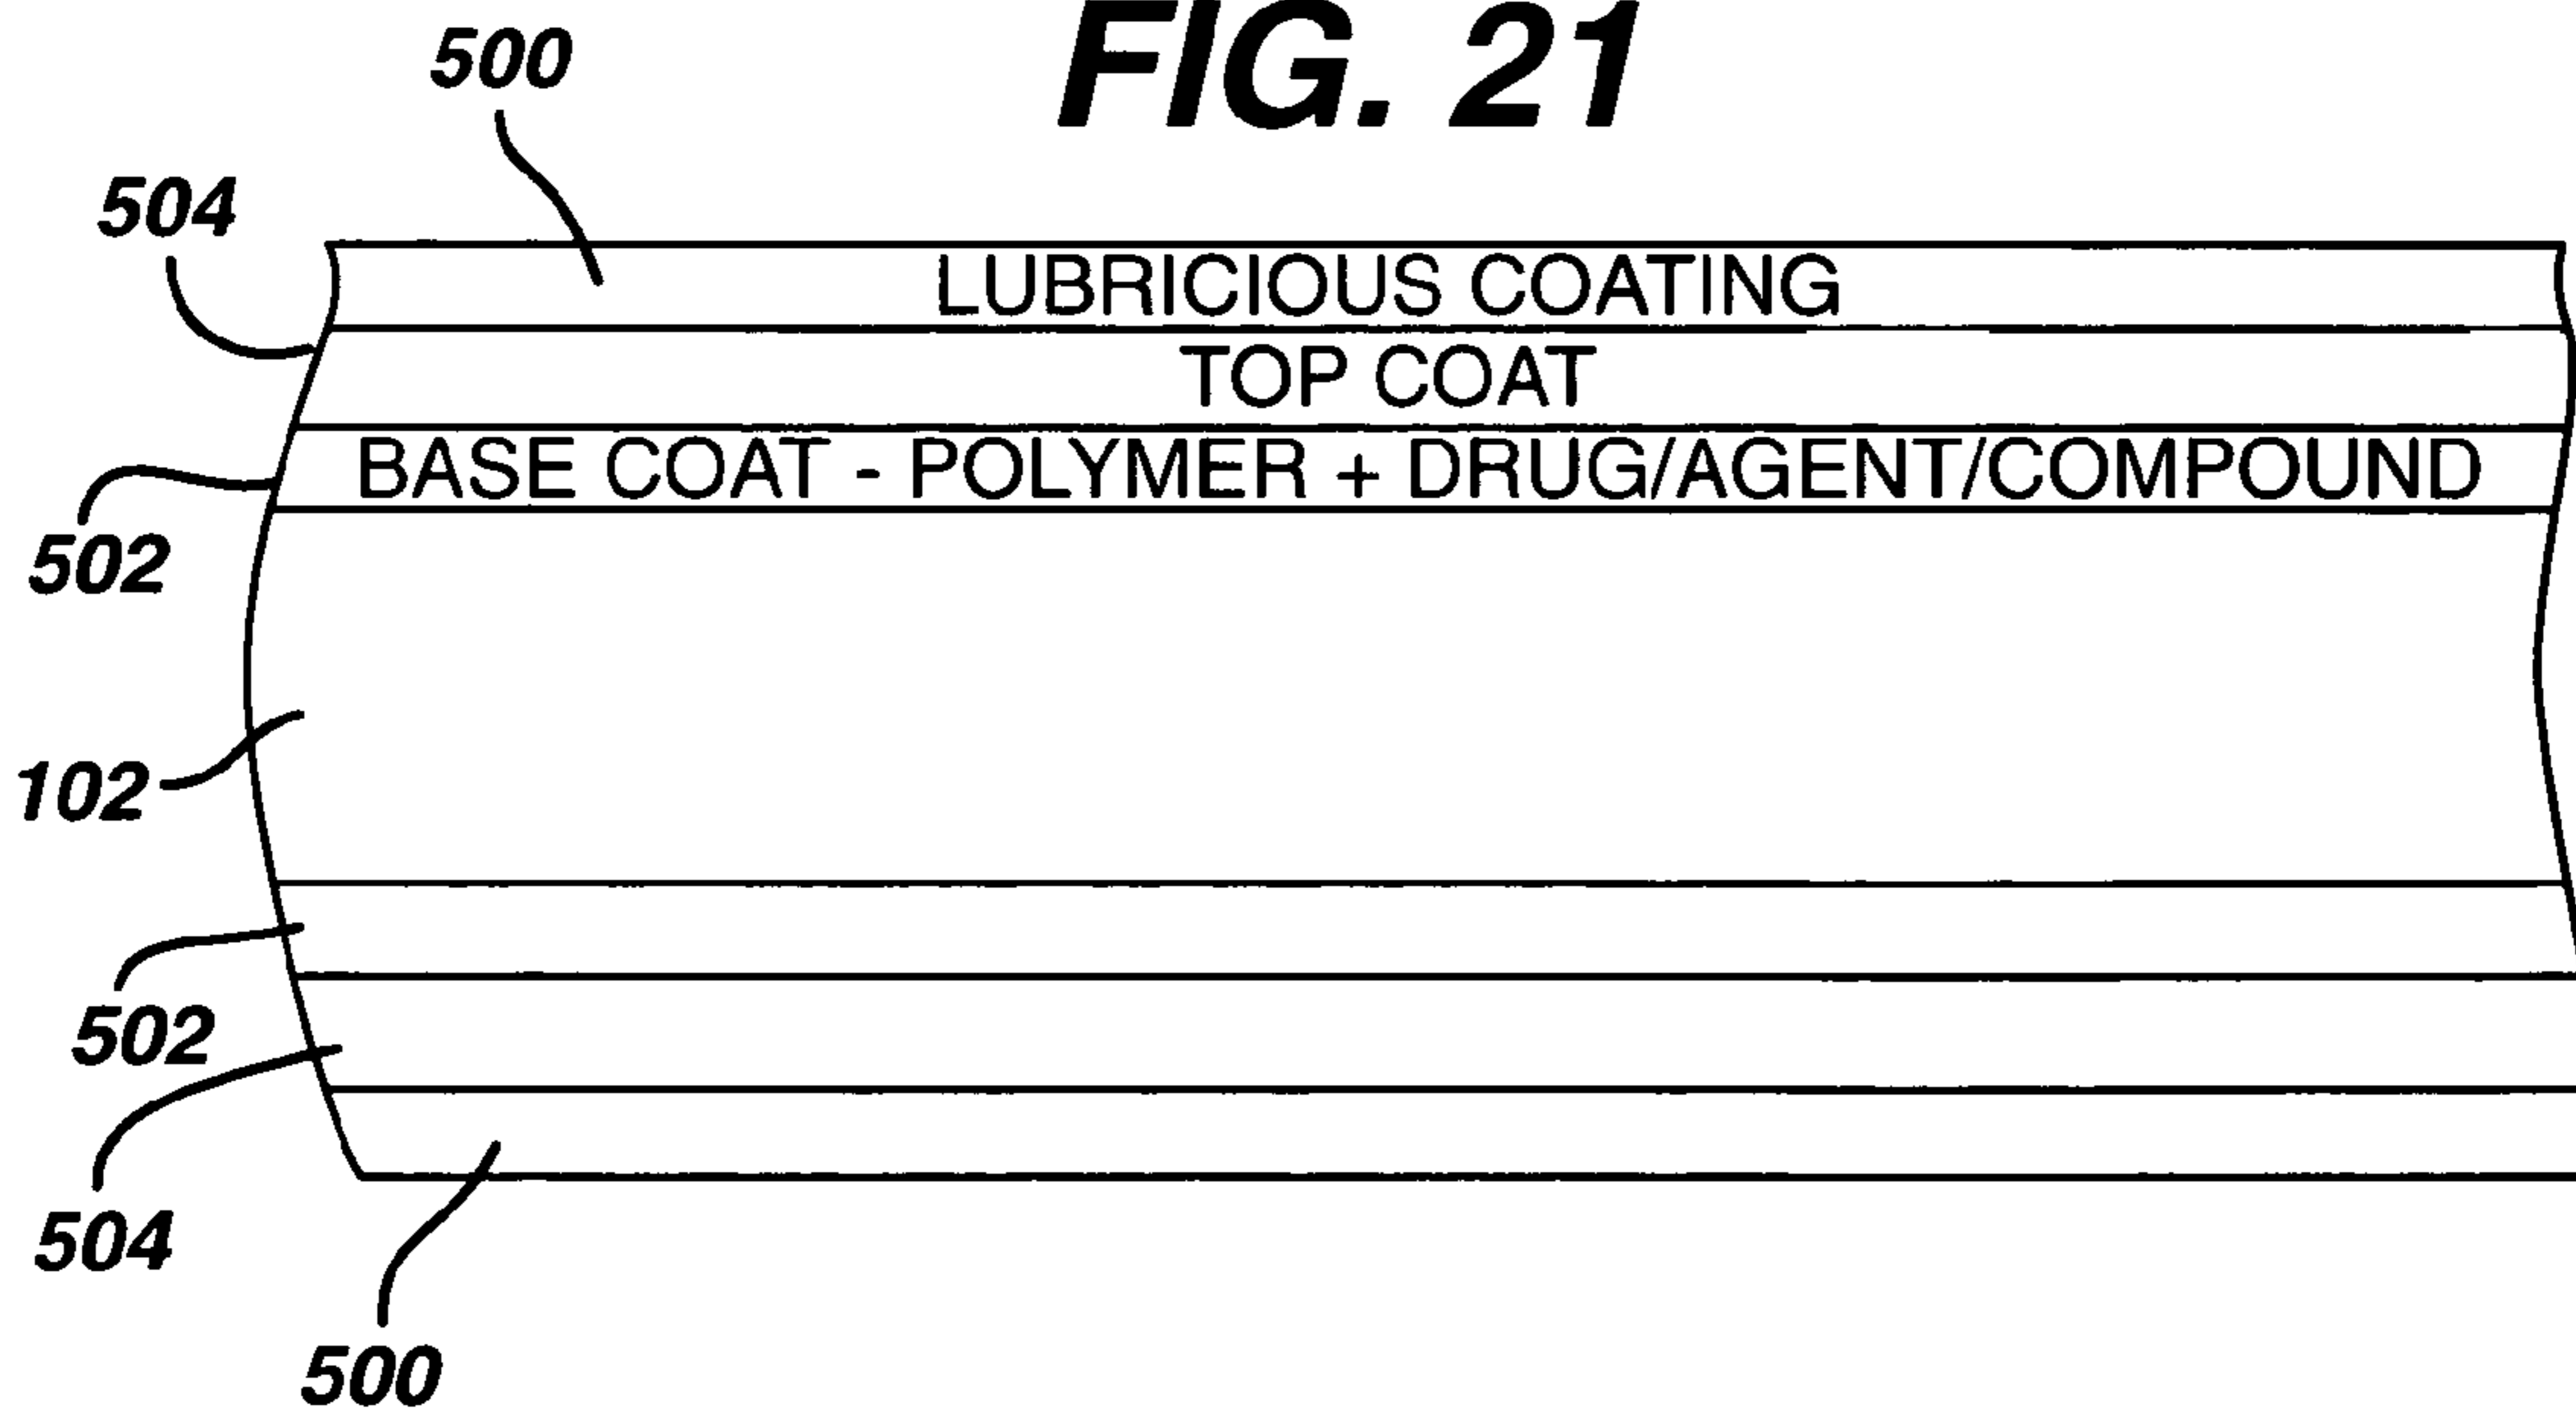 FIG. 21
500
504
LUBRICIOUS COATING
TOP COAT
BASE COAT - POLYMER + DRUG/AGENT/COMPOUND
502
102
502
504
500